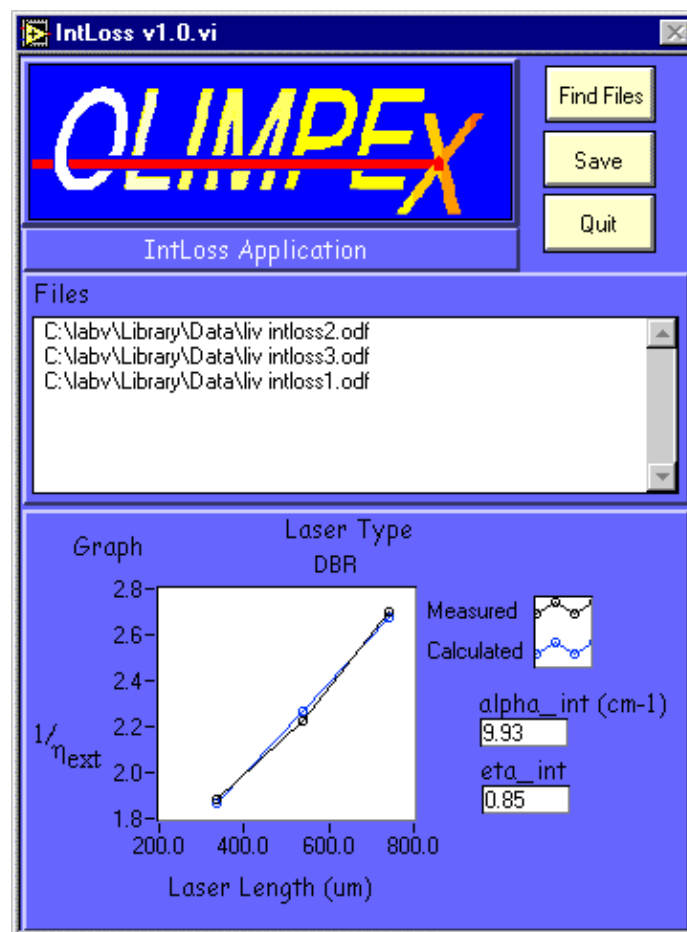 IntLoss v1.0.vi
OLIMPEX
Find Files
Save
Quit
IntLoss Application
Files
C:\labv\Library\Data\liv intloss2.odf
C:\labv\Library\Data\liv intloss3.odf
C:\labv\Library\Data\liv intloss1.odf
Laser Type
Graph
DBR
2.8
2.6
2.4
2.2
2.0
1.8
1/ηext
200.0 400.0 600.0 800.0
Laser Length (um)
Measured
Calculated
alpha_int (cm-1)
9.93
eta_int
0.85